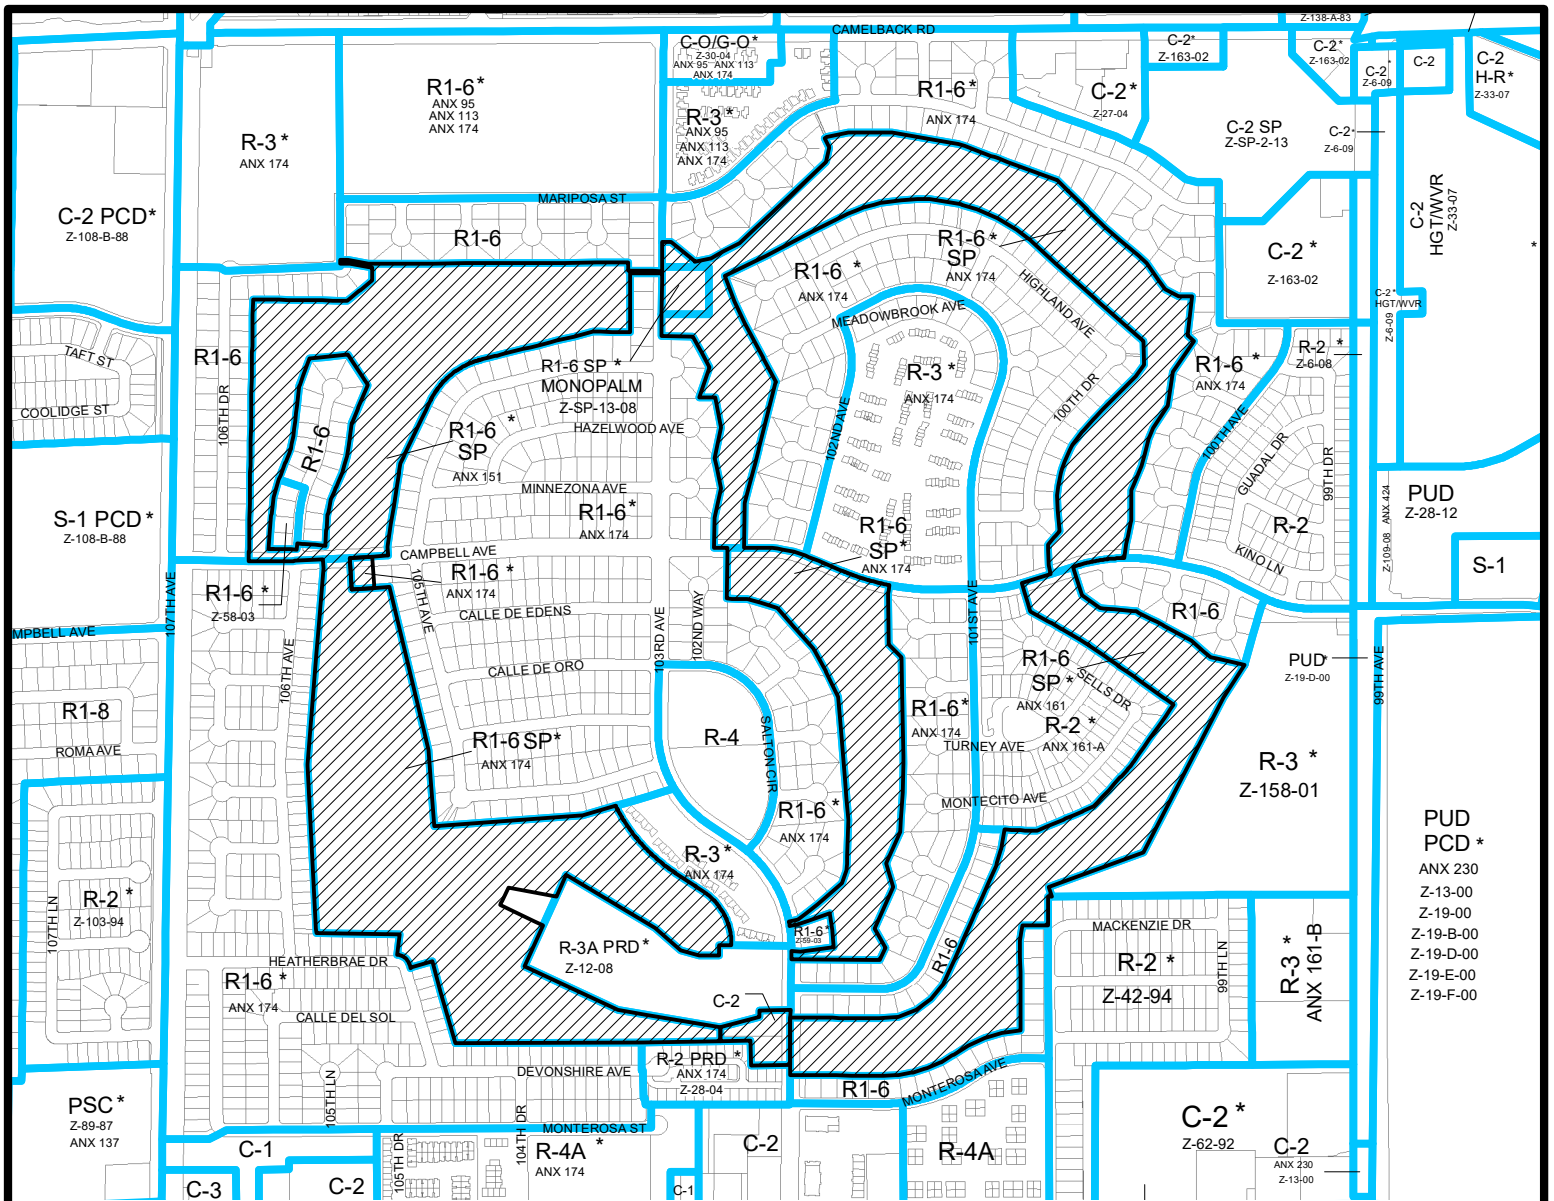 Z-138-A-83
CAMELBACK RD
C-O/G-O*
Z-30-04
ANX 95 ANX 113
ANX 174
C-2*
Z-163-02
C-2*
Z-163-02
C-2*
Z-6-09
C-2
C-2
H-R*
Z-33-07
R1-6*
ANX 95
ANX 113
ANX 174
R-3*
ANX 174
R-3*
ANX 95
ANX 113
ANX 174
R1-6*
ANX 174
C-2*
Z-27-04
C-2 SP
Z-SP-2-13
C-2*
Z-6-09
C-2
HGT/WVR
Z-33-07
*
C-2 PCD*
Z-108-B-88
MARIPOSA ST
R1-6
R1-6*
SP
ANX 174
R1-6*
ANX 174
C-2*
Z-163-02
C-2*
HGT/WVR
Z-6-09
HIGHLAND AVE
MEADOWBROOK AVE
TAFT ST
COOLIDGE ST
R1-6
106TH DR
R1-6
R1-6 SP*
MONOPALM
Z-SP-13-08
HAZELWOOD AVE
R1-6*
SP
ANX 151
MINNEZONA AVE
R1-6*
ANX 174
R-3*
ANX 174
102ND AVE
100TH DR
R1-6*
ANX 174
R-2*
Z-6-08
100TH AVE
GUADAL DR
99TH DR
R-2
KINO LN
PUD
Z-28-12
Z-109-08 ANX 424
S-1
S-1 PCD*
Z-108-B-88
R1-6
SP*
ANX 174
CAMPBELL AVE
R1-6*
ANX 174
105TH AVE
CALLE DE EDENS
CALLE DE ORO
R1-6*
Z-58-03
107TH AVE
MPBELL AVE
106TH AVE
103RD AVE
102ND WAY
101ST AVE
R1-6
R1-6
SP*
ANX 161
SELLS DR
PUD*
Z-19-D-00
99TH AVE
R1-8
ROMA AVE
R1-6 SP*
ANX 174
R-4
SALTON CIR
R1-6*
ANX 174
R-2*
ANX 161-A
TURNEY AVE
MONTECITO AVE
R-3*
Z-158-01
R1-6*
ANX 174
R-3*
ANX 174
PUD
PCD*
ANX 230
Z-13-00
Z-19-00
Z-19-B-00
Z-19-D-00
Z-19-E-00
Z-19-F-00
R-2*
Z-103-94
107TH LN
R-3A PRD*
Z-12-08
R1-6*
Z-59-03
R1-6
MACKENZIE DR
R-2*
Z-42-94
99TH LN
R-3*
ANX 161-B
HEATHERBRAE DR
R1-6*
ANX 174
CALLE DEL SOL
C-2
R-2 PRD*
ANX 174
Z-28-04
DEVONSHIRE AVE
R1-6
MONTEROSA AVE
105TH LN
PSC*
Z-89-87
ANX 137
MONTEROSA ST
C-1
105TH DR
104TH DR
R-4A*
ANX 174
C-2
R-4A
C-2*
Z-62-92
C-2
ANX 230
Z-13-00
C-3
C-2
C-1